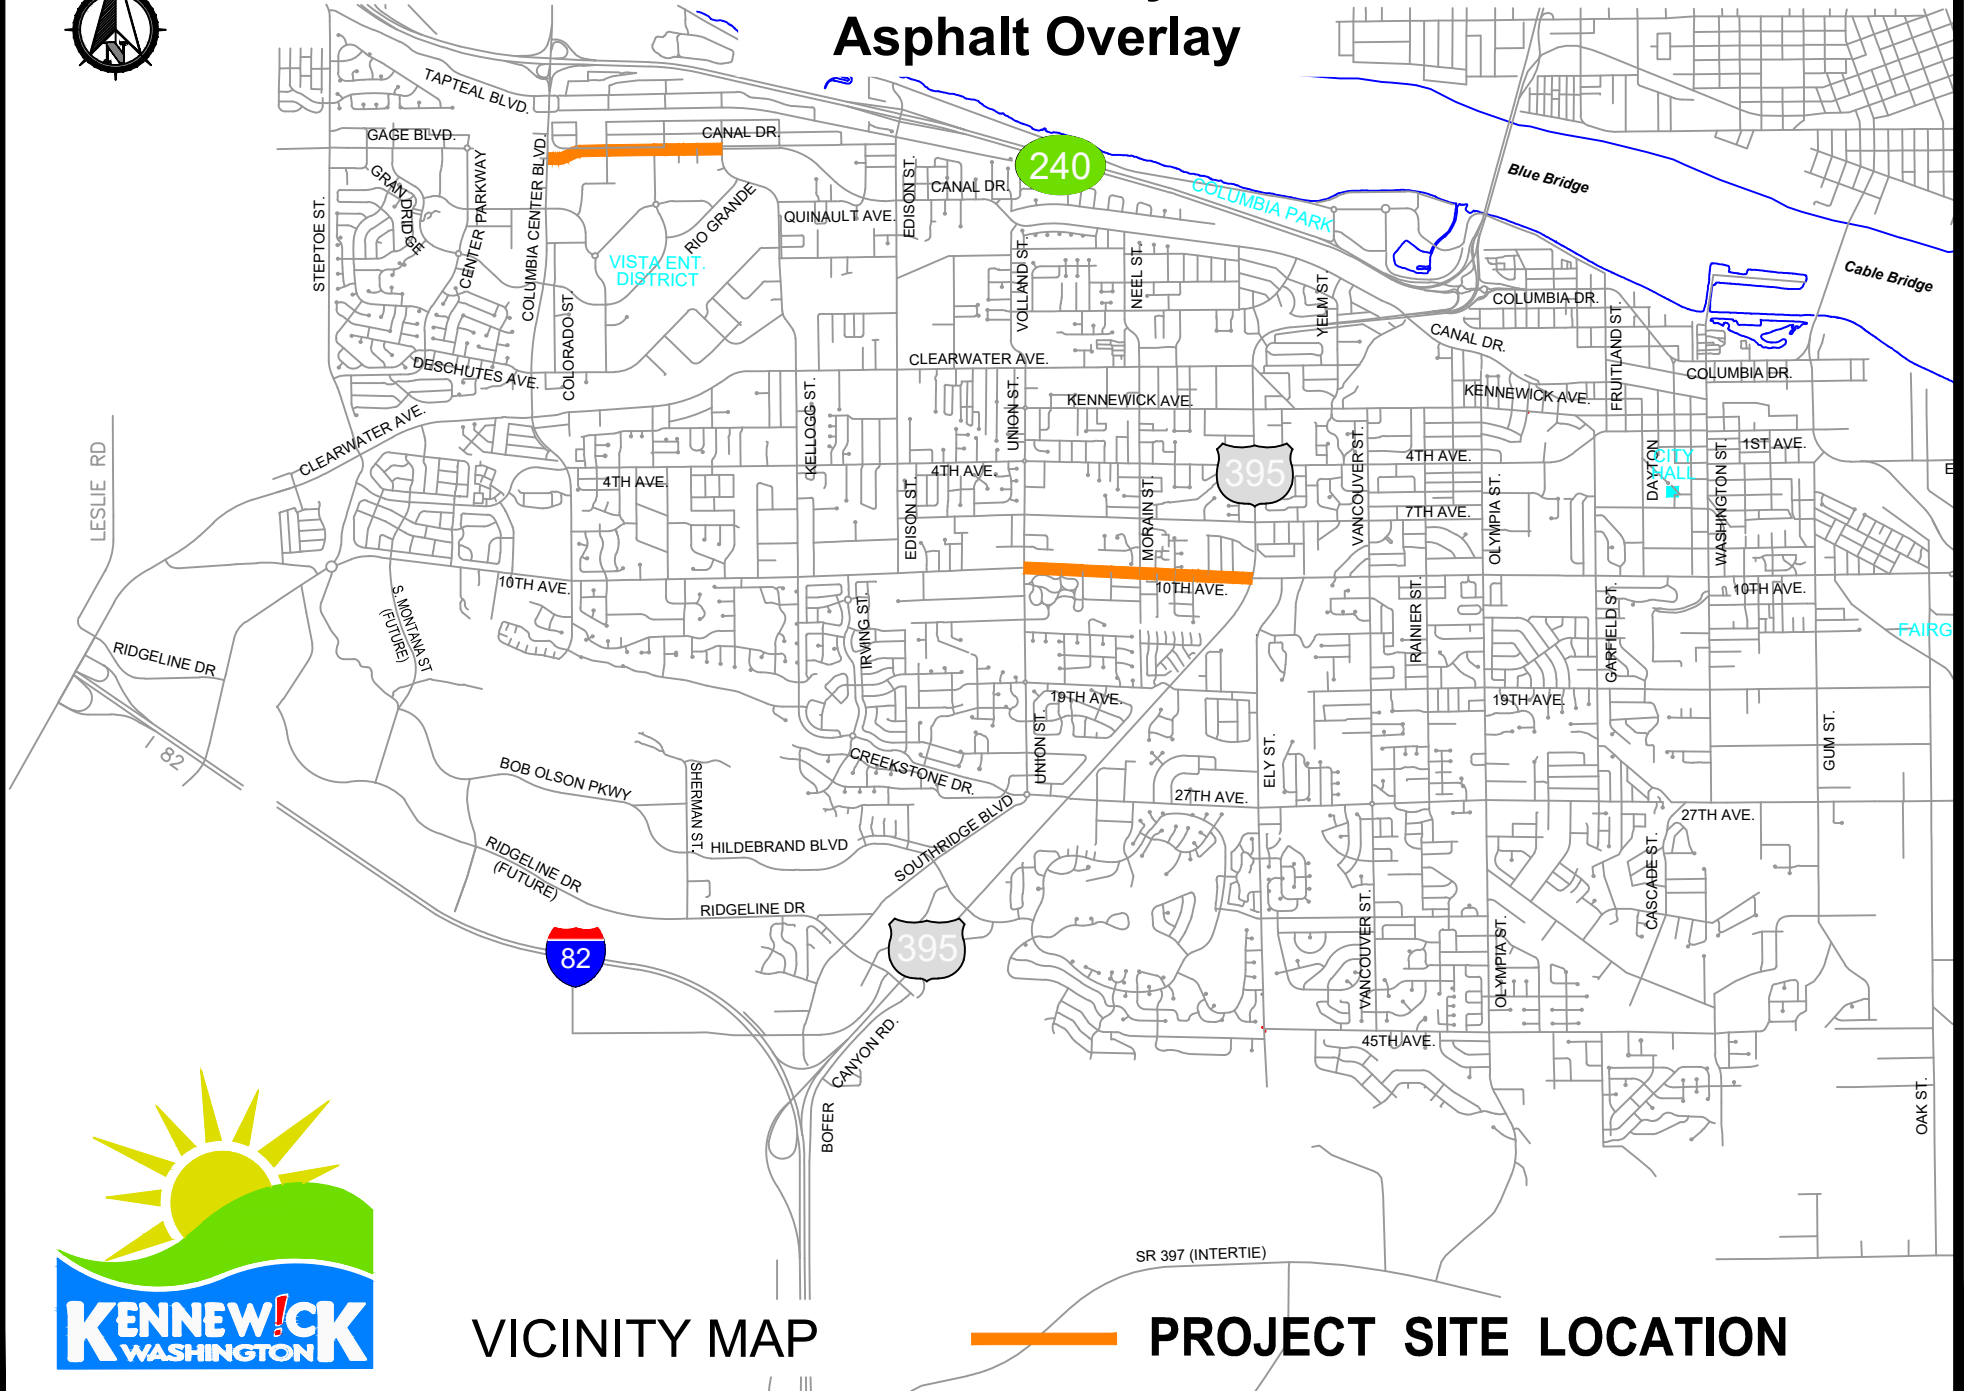 Asphalt Overlay
N
TAPTEAL BLVD.
GAGE BLVD.
CANAL DR.
240
CANAL DR.
COLUMBIA PARK
Blue Bridge
Cable Bridge
STEPTOE ST.
GRANDRIDGE
CENTER PARKWAY
COLUMBIA CENTER BLVD.
COLORADO ST.
RIO GRANDE
VISTA ENT.
DISTRICT
QUINAULT AVE.
EDISON ST.
VOLLAND ST.
NEEL ST.
YELM ST.
COLUMBIA DR.
CANAL DR.
FRUITLAND ST.
COLUMBIA DR.
DESCHUTES AVE.
CLEARWATER AVE.
CLEARWATER AVE.
KELLOGG ST.
UNION ST.
KENNEWICK AVE.
KENNEWICK AVE.
LESLIE RD
4TH AVE.
4TH AVE.
EDISON ST.
MORAIN ST.
395
VANCOUVER ST.
4TH AVE.
7TH AVE.
OLYMPIA ST.
DAYTON
CITY
HALL
WASHINGTON ST.
1ST AVE.
E
10TH AVE.
10TH AVE.
10TH AVE.
S. MONTANA ST.
(FUTURE)
IRVING ST.
RAINIER ST.
GARFIELD ST.
FAIRG
RIDGELINE DR
I 82
19TH AVE.
19TH AVE.
UNION ST.
ELY ST.
GUM ST.
BOB OLSON PKWY
SHERMAN ST.
CREEKSTONE DR.
27TH AVE.
27TH AVE.
HILDEBRAND BLVD
SOUTHRIDGE BLVD
RIDGELINE DR
(FUTURE)
RIDGELINE DR
CASCADE ST.
VANCOUVER ST.
OLYMPIA ST.
82
395
45TH AVE.
CANYON RD.
BOFER
OAK ST.
SR 397 (INTERTIE)
KENNEW!CK
WASHINGTON
VICINITY MAP
PROJECT SITE LOCATION